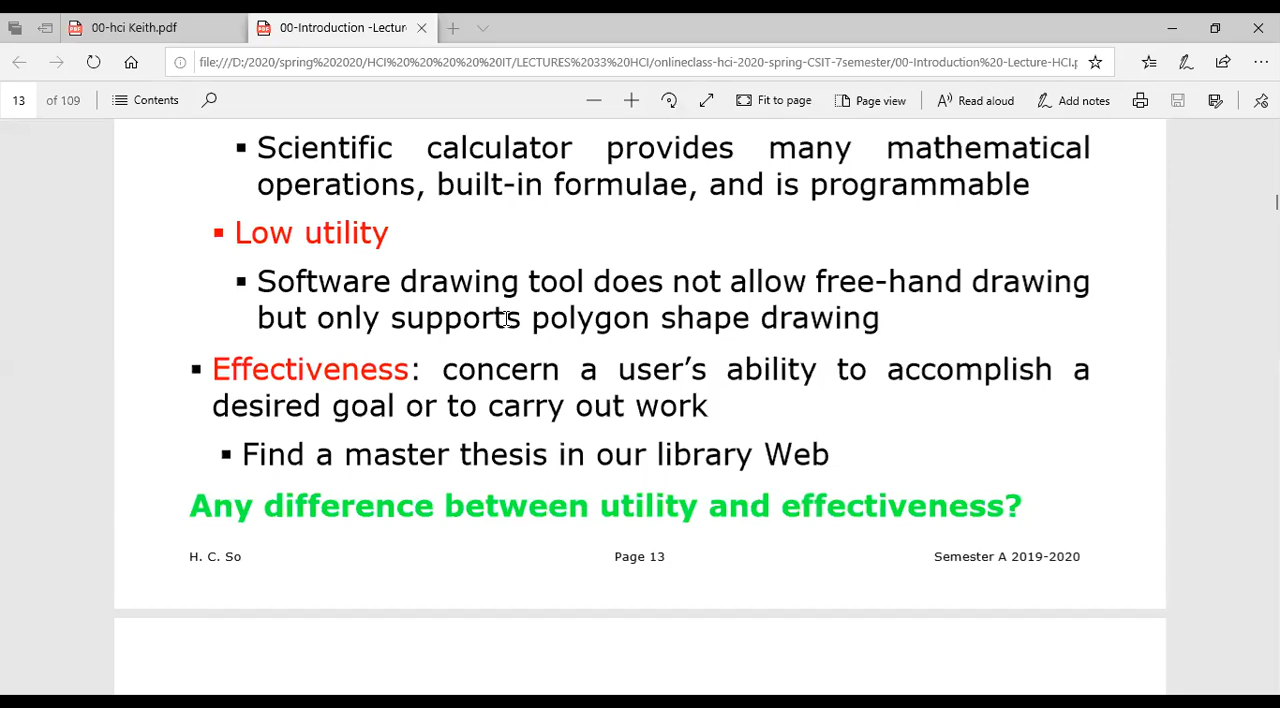 00-hci Keith.pdf
00-Introduction -Lectur
file:///D:/2020/spring%202020/HCI%20%20%20%20%20IT/LECTURES%2033%20HCI/onlineclass-hci-2020-spring-CSIT-7semester/00-Introduction%20-Lecture-HCI.p
13 of 109 Contents Fit to page Page view Read aloud Add notes
▪ Scientific calculator provides many mathematical
operations, built-in formulae, and is programmable
▪ Low utility
▪ Software drawing tool does not allow free-hand drawing
but only supports polygon shape drawing
▪ Effectiveness: concern a user’s ability to accomplish a
desired goal or to carry out work
▪ Find a master thesis in our library Web
Any difference between utility and effectiveness?
H. C. So Page 13 Semester A 2019-2020